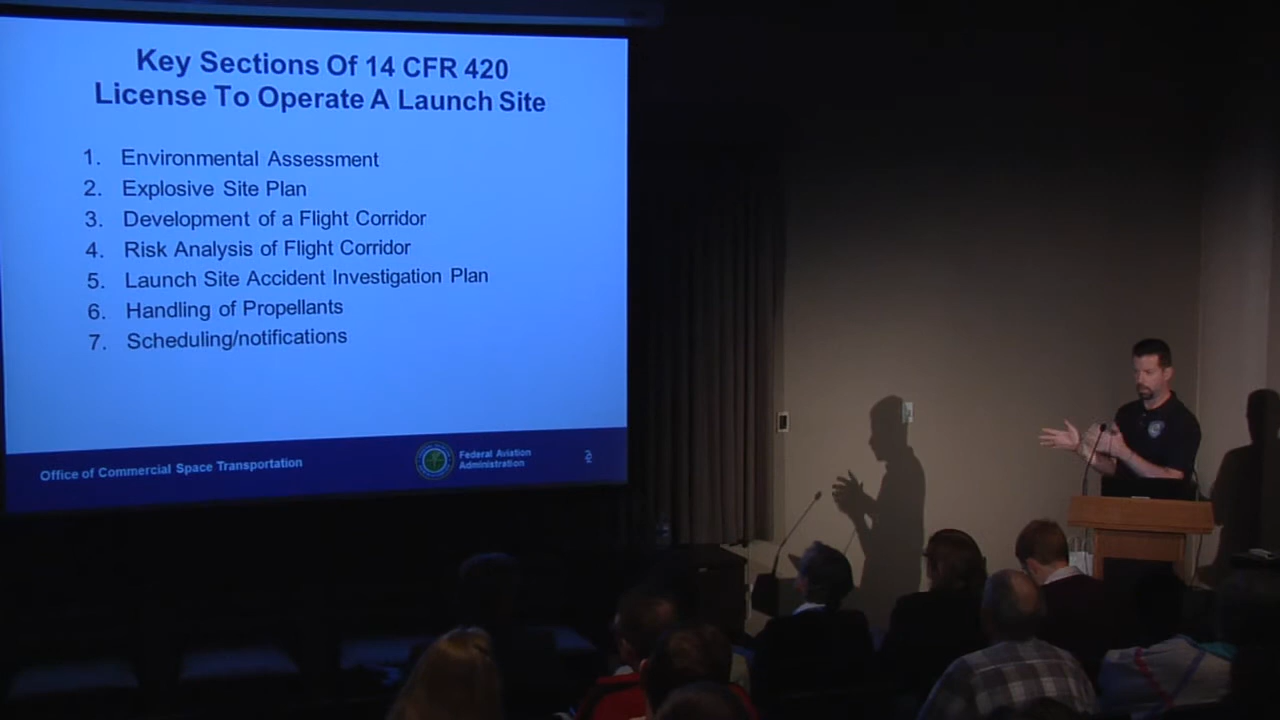 Key Sections Of 14 CFR 420
License To Operate A Launch Site
1. Environmental Assessment
2. Explosive Site Plan
3. Development of a Flight Corridor
4. Risk Analysis of Flight Corridor
5. Launch Site Accident Investigation Plan
6. Handling of Propellants
7. Scheduling/notifications
Office of Commercial Space Transportation
Federal Aviation
Administration